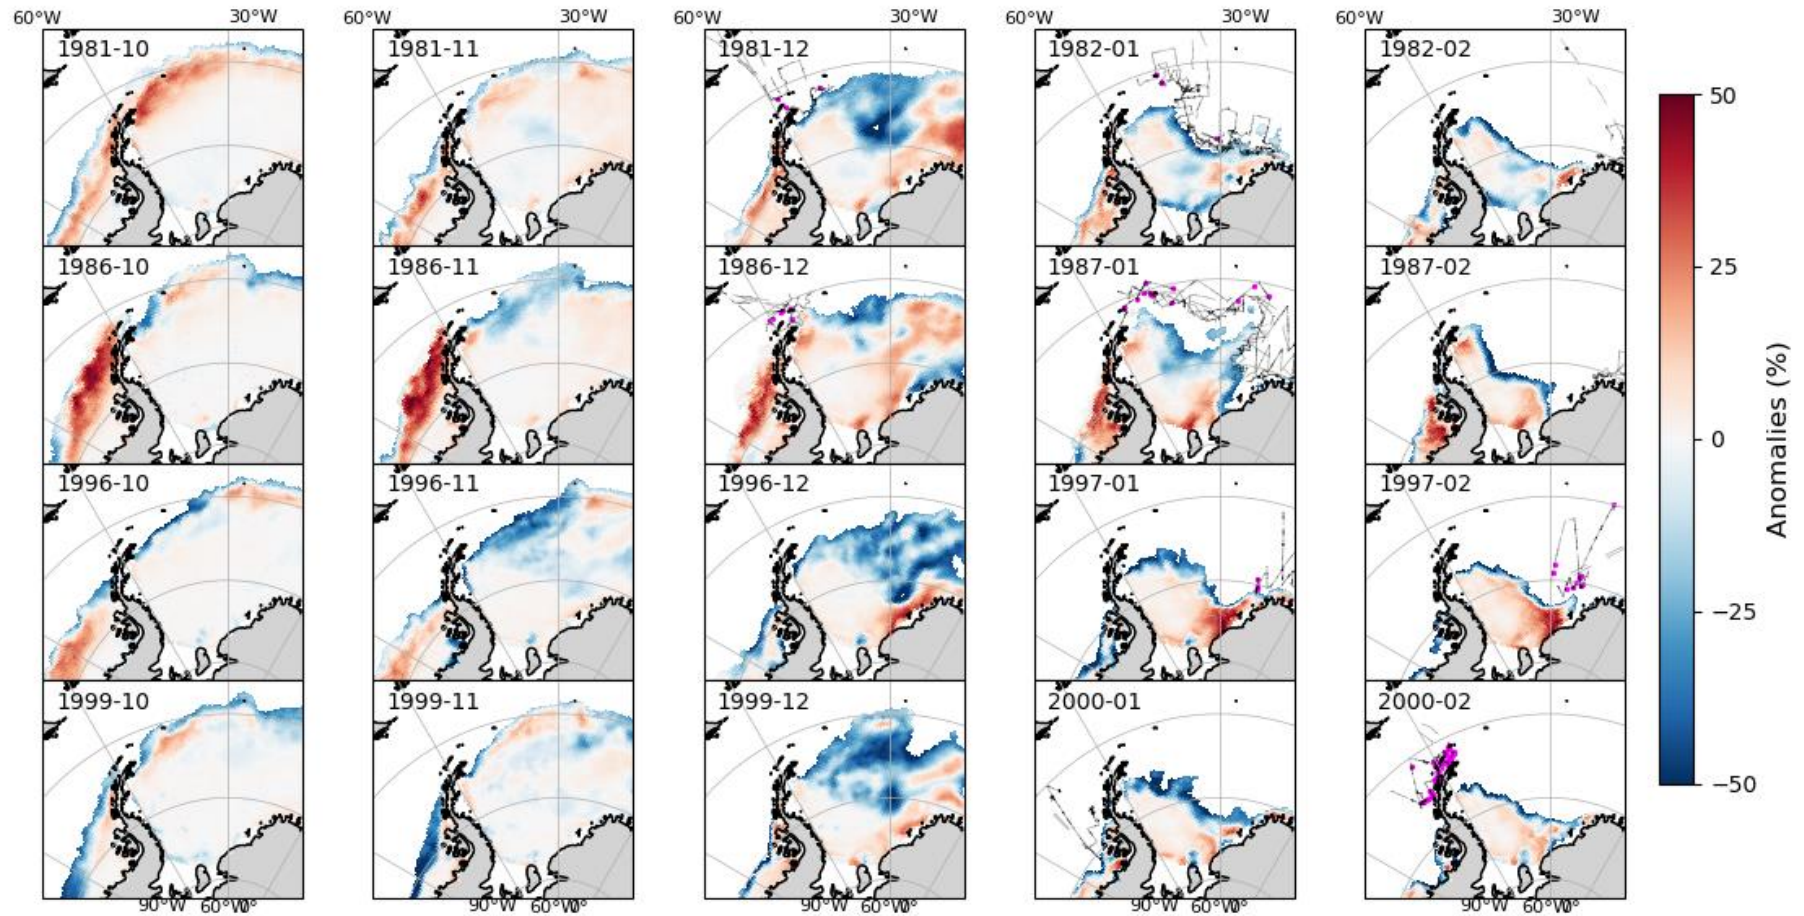 60°W 30°W 60°W 30°W 60°W 30°W 60°W 30°W 60°W 30°W
1981-10 1981-11 1981-12 1982-01 1982-02
1986-10 1986-11 1986-12 1987-01 1987-02
1996-10 1996-11 1996-12 1997-01 1997-02
1999-10 1999-11 1999-12 2000-01 2000-02
90°W 60°W 0° 90°W 60°W 0° 90°W 60°W 0° 90°W 60°W 0° 90°W 60°W 0°
50
25
0
−25
−50
Anomalies (%)